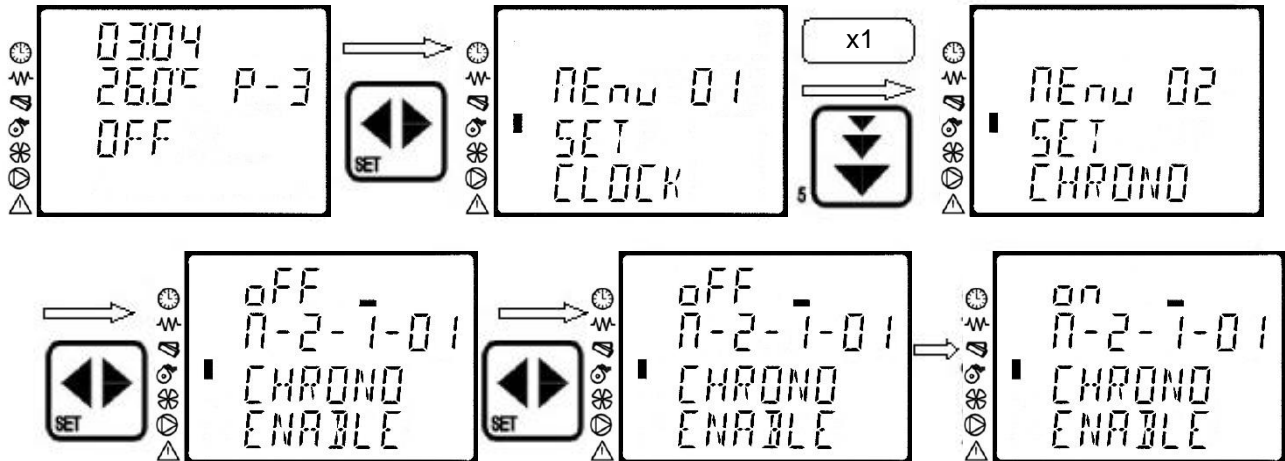 03:04
26.0°F P-3
OFF
SET
MEnu 01
SET
CLOCK
x1
5
MEnu 02
SET
CHRONO
SET
oFF
M-2-1-01
CHRONO
ENABLE
SET
oFF
M-2-1-01
CHRONO
ENABLE
on
M-2-1-01
CHRONO
ENABLE